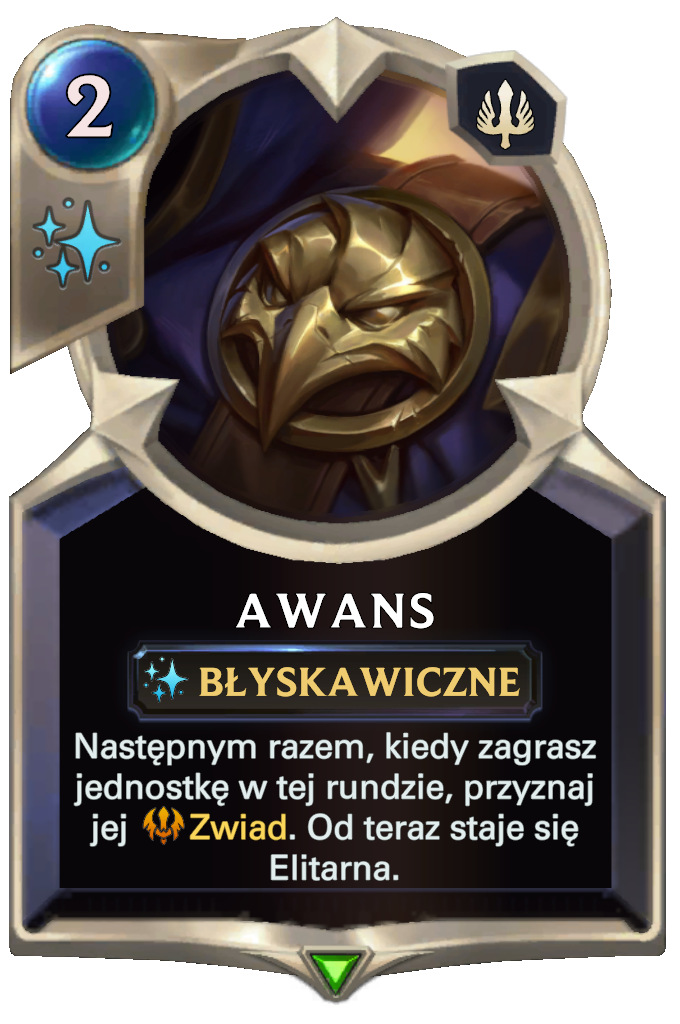 2
AWANS
BŁYSKAWICZNE
Następnym razem, kiedy zagrasz
jednostkę w tej rundzie, przyznaj
jej Zwiad. Od teraz staje się
Elitarna.